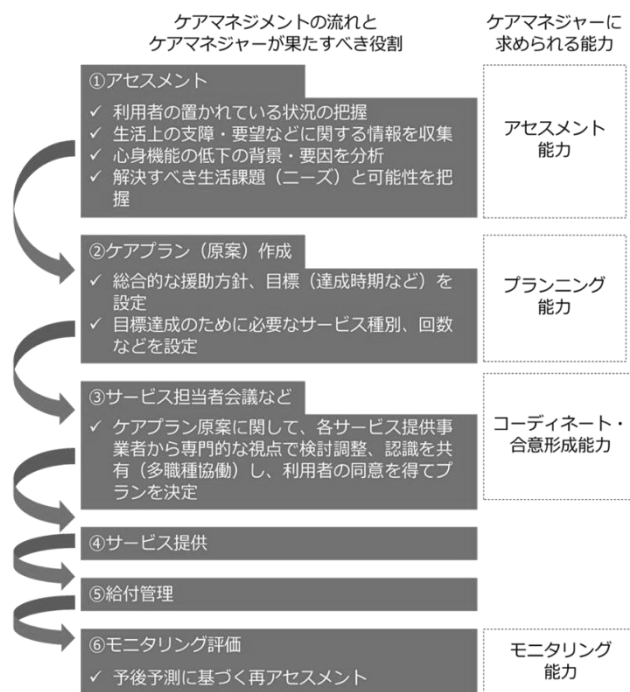 ケアマネジメントの流れと
ケアマネジャーが果たすべき役割
ケアマネジャーに
求められる能力
①アセスメント
✓ 利用者の置かれている状況の把握
✓ 生活上の支障・要望などに関する情報を収集
✓ 心身機能の低下の背景・要因を分析
✓ 解決すべき生活課題（ニーズ）と可能性を把
握
アセスメント
能力
②ケアプラン（原案）作成
✓ 総合的な援助方針、目標（達成時期など）を
設定
✓ 目標達成のために必要なサービス種別、回数
などを設定
プランニング
能力
③サービス担当者会議など
✓ ケアプラン原案に関して、各サービス提供事
業者から専門的な視点で検討調整、認識を共
有（多職種協働）し、利用者の同意を得てプ
ランを決定
コーディネート・
合意形成能力
④サービス提供
⑤給付管理
⑥モニタリング評価
✓ 予後予測に基づく再アセスメント
モニタリング
能力